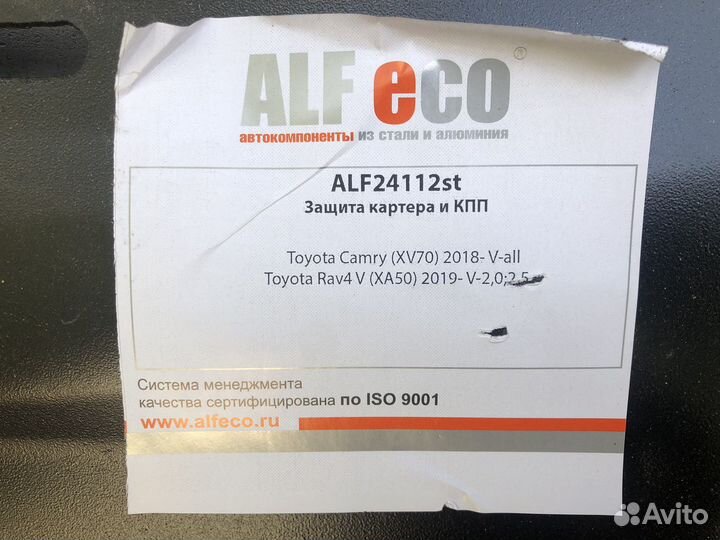 ALF eco ®
автокомпоненты из стали и алюминия
ALF24112st
Защита картера и КПП
Toyota Camry (XV70) 2018- V-all
Toyota Rav4 V (XA50) 2019- V-2,0;2,5
Система менеджмента
качества сертифицирована по ISO 9001
www.alfeco.ru
Avito